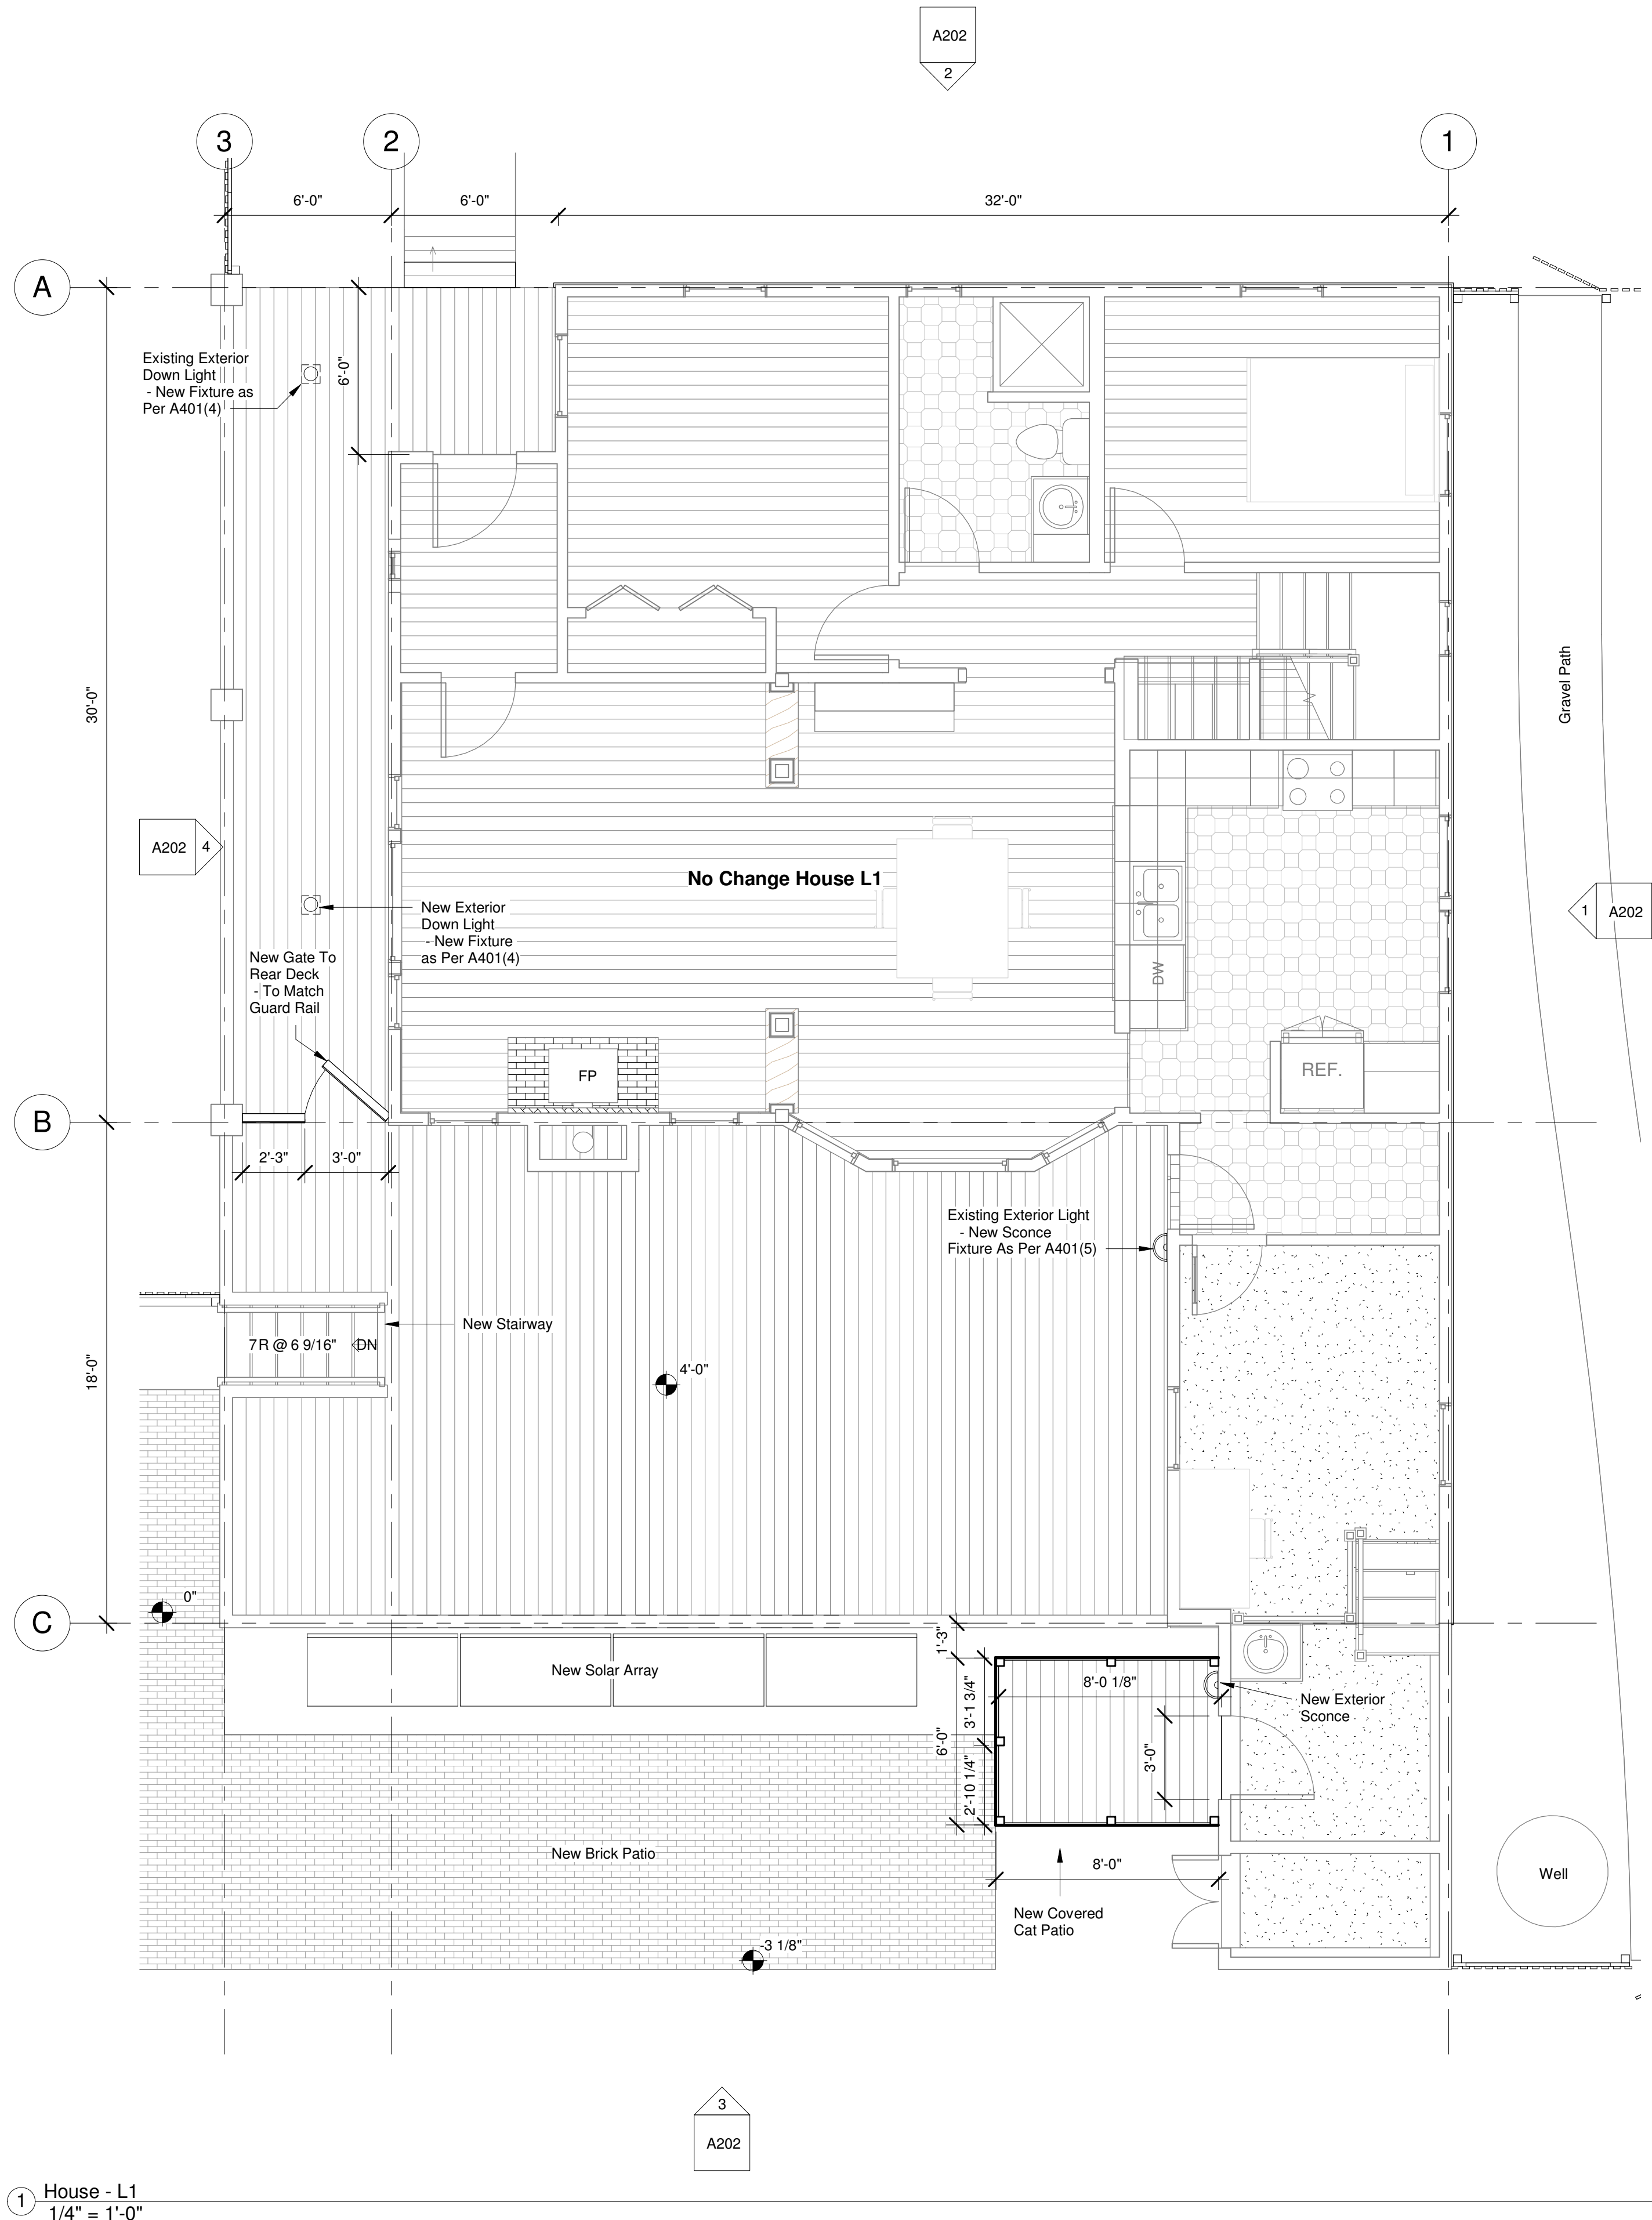 A202
2
3
2
1
6'-0"
6'-0"
32'-0"
A
Existing Exterior
Down Light
- New Fixture as
Per A401(4)
6'-0"
30'-0"
Gravel Path
A202
4
No Change House L1
New Exterior
Down Light
- New Fixture
as Per A401(4)
1
A202
New Gate To
Rear Deck
- To Match
Guard Rail
DW
FP
REF.
B
2'-3"
3'-0"
Existing Exterior Light
- New Sconce
Fixture As Per A401(5)
New Stairway
7R @ 6 9/16"
DN
18'-0"
4'-0"
0"
C
1'-3"
New Solar Array
8'-0 1/8"
New Exterior
Sconce
3'-1 3/4"
6'-0"
2'-10 1/4"
3'-0"
New Brick Patio
8'-0"
Well
New Covered
Cat Patio
-3 1/8"
3
A202
1
House - L1
1/4" = 1'-0"